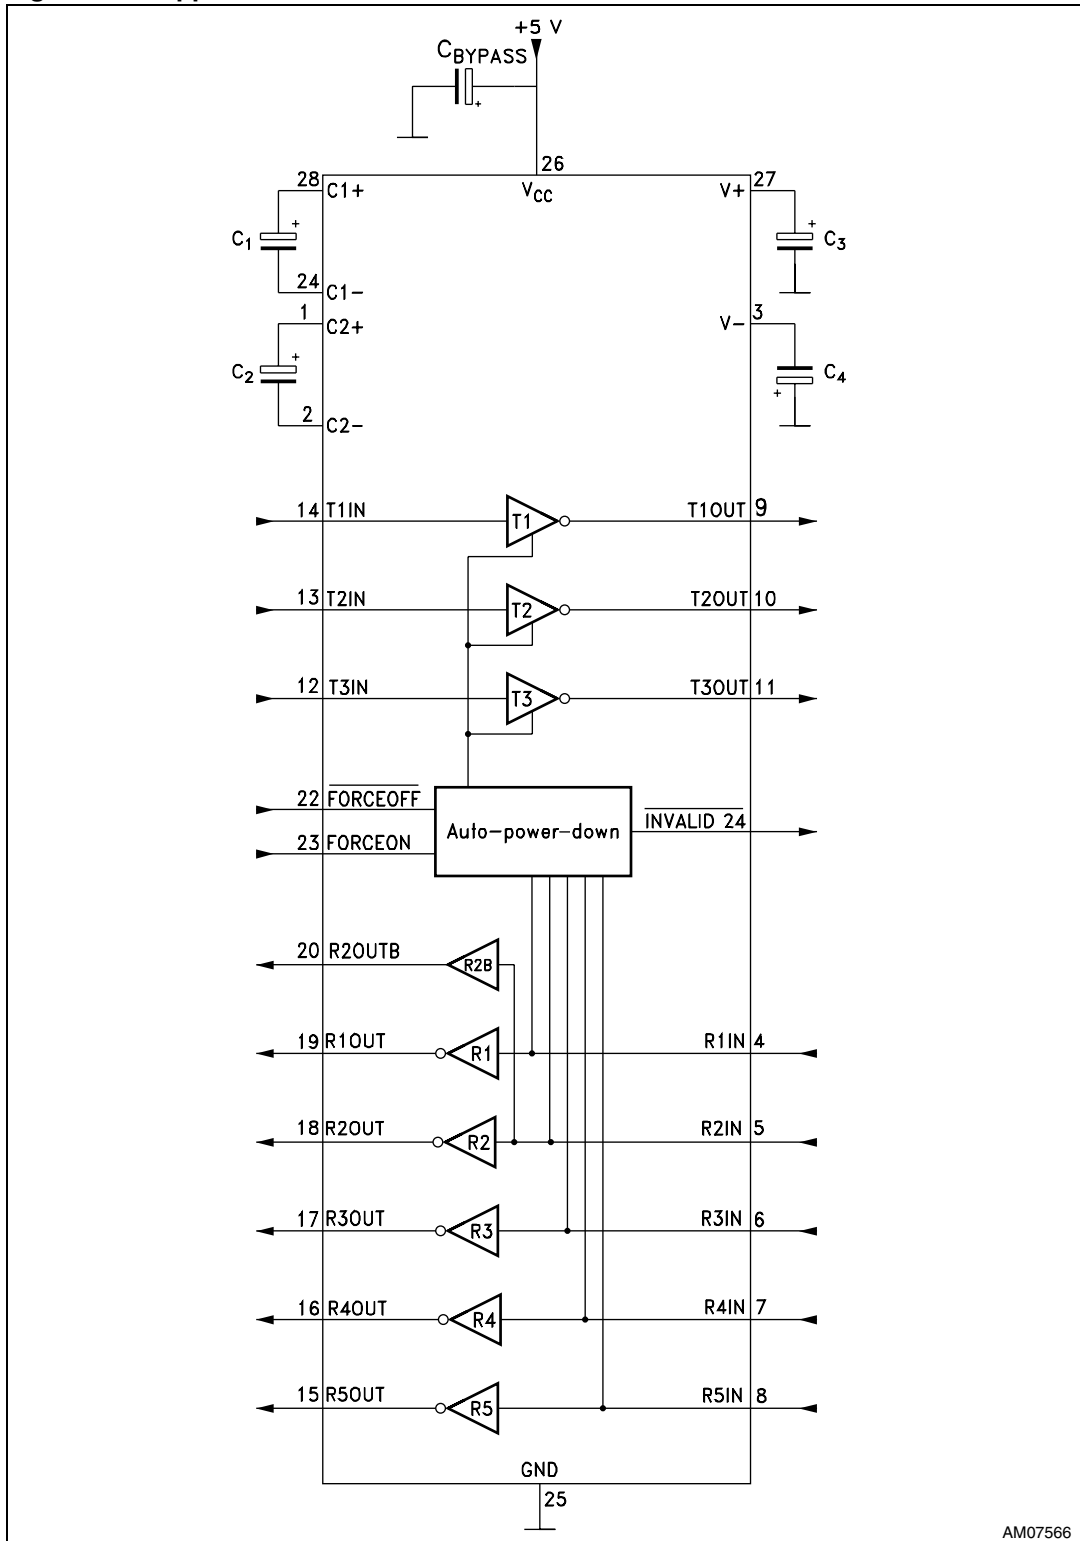 +5 V
CBYPASS
+
26
28 C1+ VCC V+ 27
+ +
C1 C3
24 C1-
1 C2+ V- 3
+
C2 C4
+
2 C2-
14 T1IN T1 T1OUT 9
13 T2IN T2 T2OUT 10
12 T3IN T3 T3OUT 11
22 FORCEOFF
Auto-power-down INVALID 24
23 FORCEON
20 R2OUTB R2B
19 R1OUT R1 R1IN 4
18 R2OUT R2 R2IN 5
17 R3OUT R3 R3IN 6
16 R4OUT R4 R4IN 7
15 R5OUT R5 R5IN 8
GND
25
AM07566